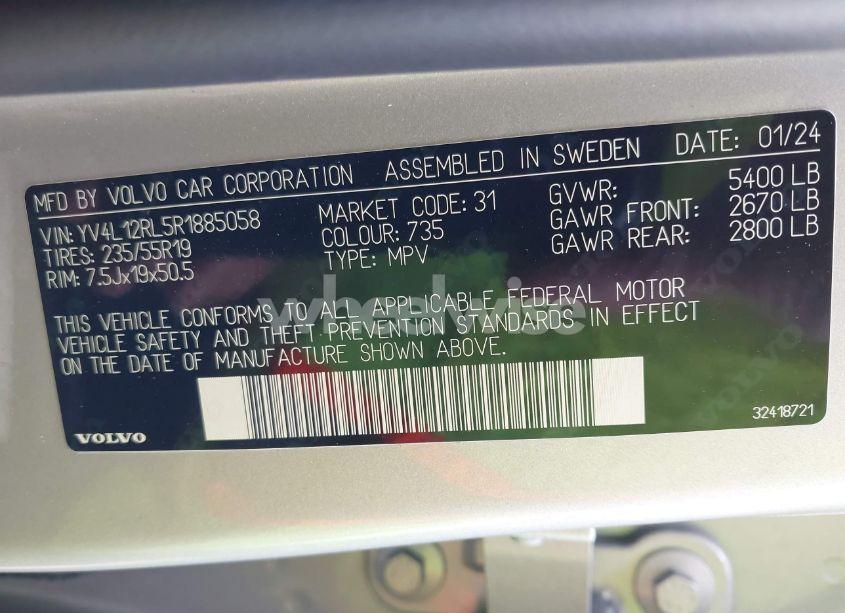 MFD BY VOLVO CAR CORPORATION ASSEMBLED IN SWEDEN DATE: 01/24
VIN: YV4L12RL5R1885058 MARKET CODE: 31 GVWR: 5400 LB
TIRES: 235/55R19 COLOUR: 735 GAWR FRONT: 2670 LB
RIM: 7.5Jx19x50.5 TYPE: MPV GAWR REAR: 2800 LB
THIS VEHICLE CONFORMS TO ALL APPLICABLE FEDERAL MOTOR
VEHICLE SAFETY AND THEFT PREVENTION STANDARDS IN EFFECT
ON THE DATE OF MANUFACTURE SHOWN ABOVE.
wheelwise
VOLVO
32418721